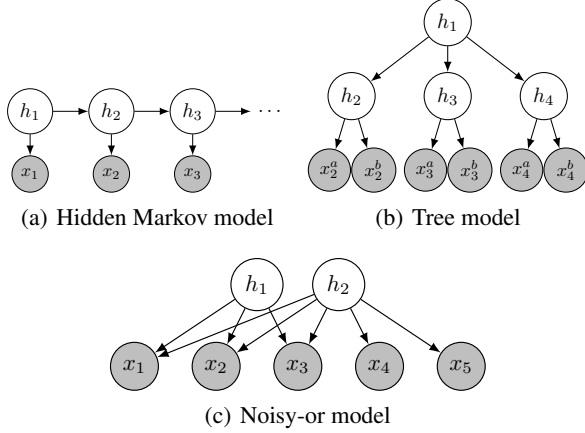 h₁ h₂ h₃ ⋯
x₁ x₂ x₃
(a) Hidden Markov model
h₁
h₂ h₃ h₄
x₂ᵃ x₂ᵇ x₃ᵃ x₃ᵇ x₄ᵃ x₄ᵇ
(b) Tree model
h₁ h₂
x₁ x₂ x₃ x₄ x₅
(c) Noisy-or model